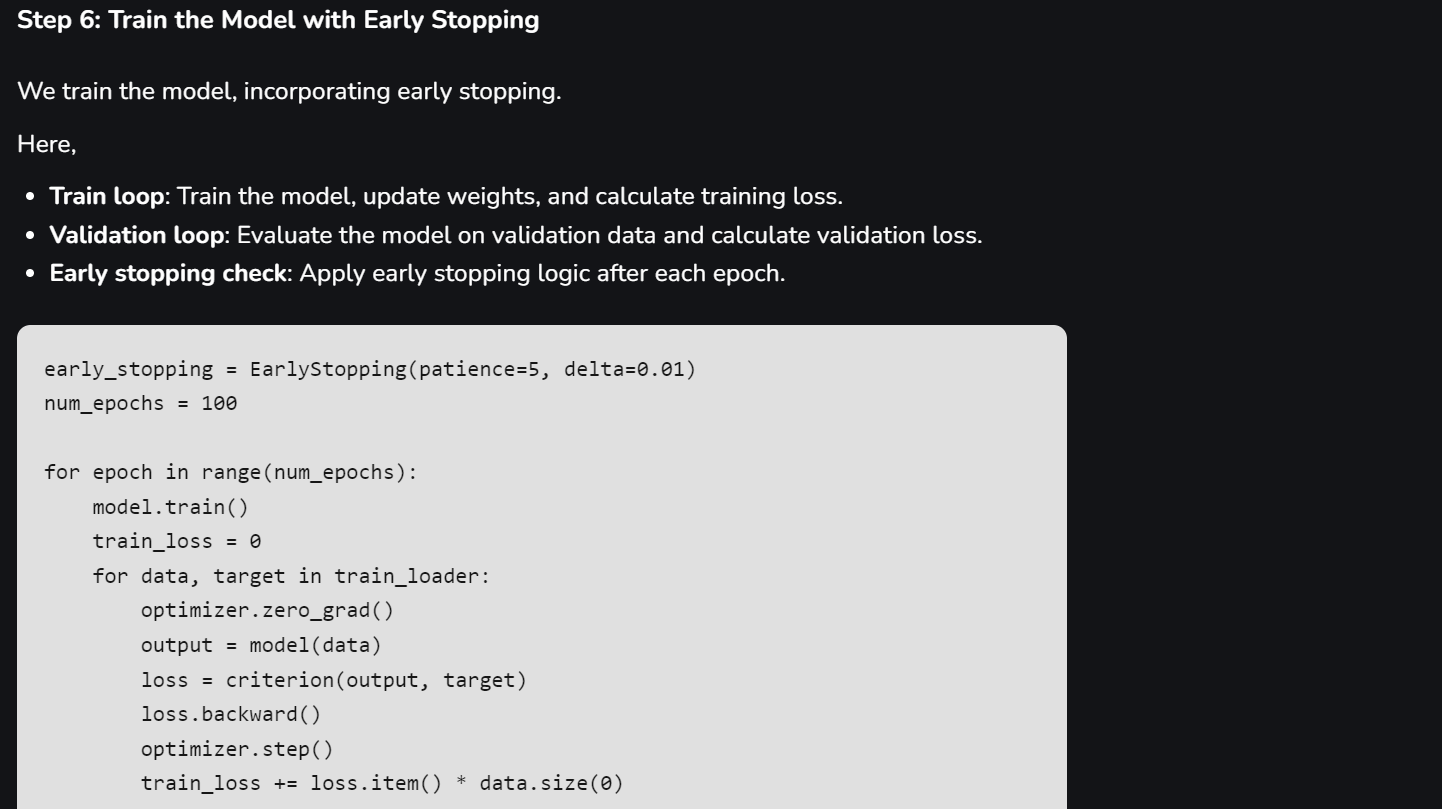 Step 6: Train the Model with Early Stopping
We train the model, incorporating early stopping.
Here,
• Train loop: Train the model, update weights, and calculate training loss.
• Validation loop: Evaluate the model on validation data and calculate validation loss.
• Early stopping check: Apply early stopping logic after each epoch.
early_stopping = EarlyStopping(patience=5, delta=0.01)
num_epochs = 100

for epoch in range(num_epochs):
    model.train()
    train_loss = 0
    for data, target in train_loader:
        optimizer.zero_grad()
        output = model(data)
        loss = criterion(output, target)
        loss.backward()
        optimizer.step()
        train_loss += loss.item() * data.size(0)